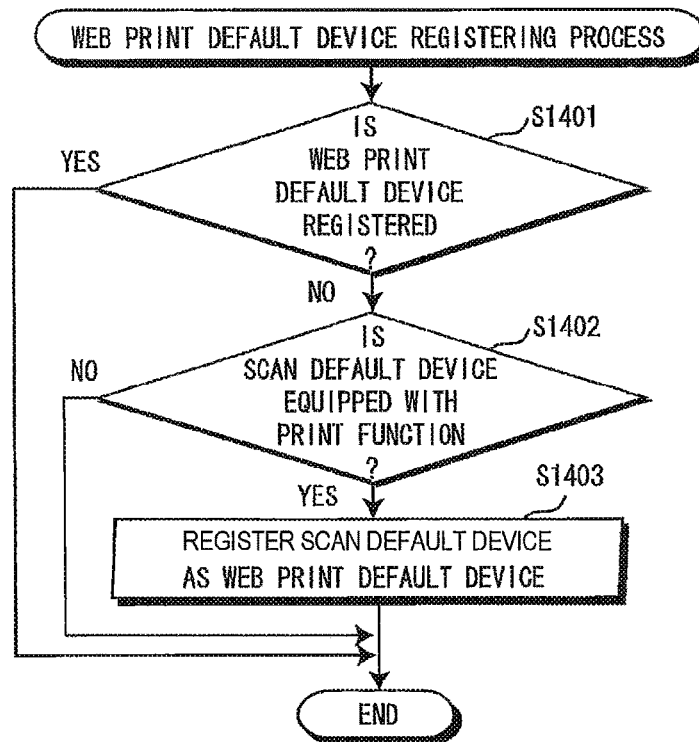 WEB PRINT DEFAULT DEVICE REGISTERING PROCESS
S1401
IS
WEB PRINT
DEFAULT DEVICE
REGISTERED
?
YES
NO
S1402
IS
SCAN DEFAULT DEVICE
EQUIPPED WITH
PRINT FUNCTION
?
NO
YES
S1403
REGISTER SCAN DEFAULT DEVICE
AS WEB PRINT DEFAULT DEVICE
END